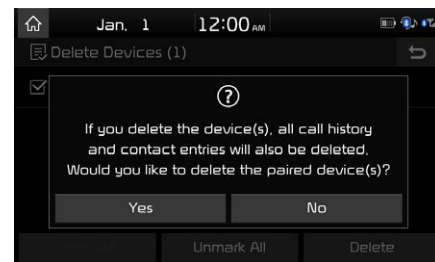 Jan. 1 12:00 AM
Delete Devices (1)
If you delete the device(s), all call history
and contact entries will also be deleted.
Would you like to delete the paired device(s)?
Yes No
Unmark All Delete